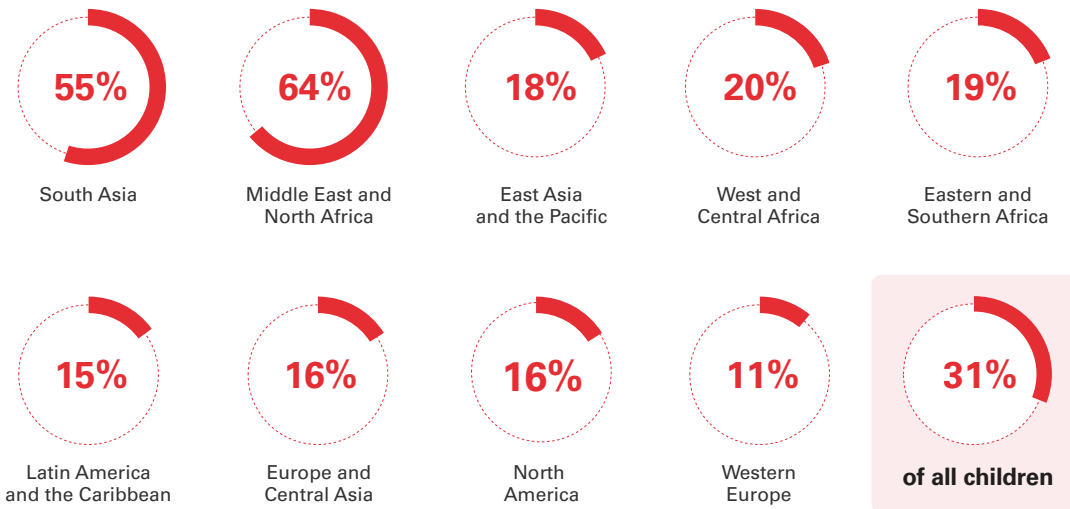 55%
South Asia
64%
Middle East and
North Africa
18%
East Asia
and the Pacific
20%
West and
Central Africa
19%
Eastern and
Southern Africa
15%
Latin America
and the Caribbean
16%
Europe and
Central Asia
16%
North
America
11%
Western
Europe
31%
of all children